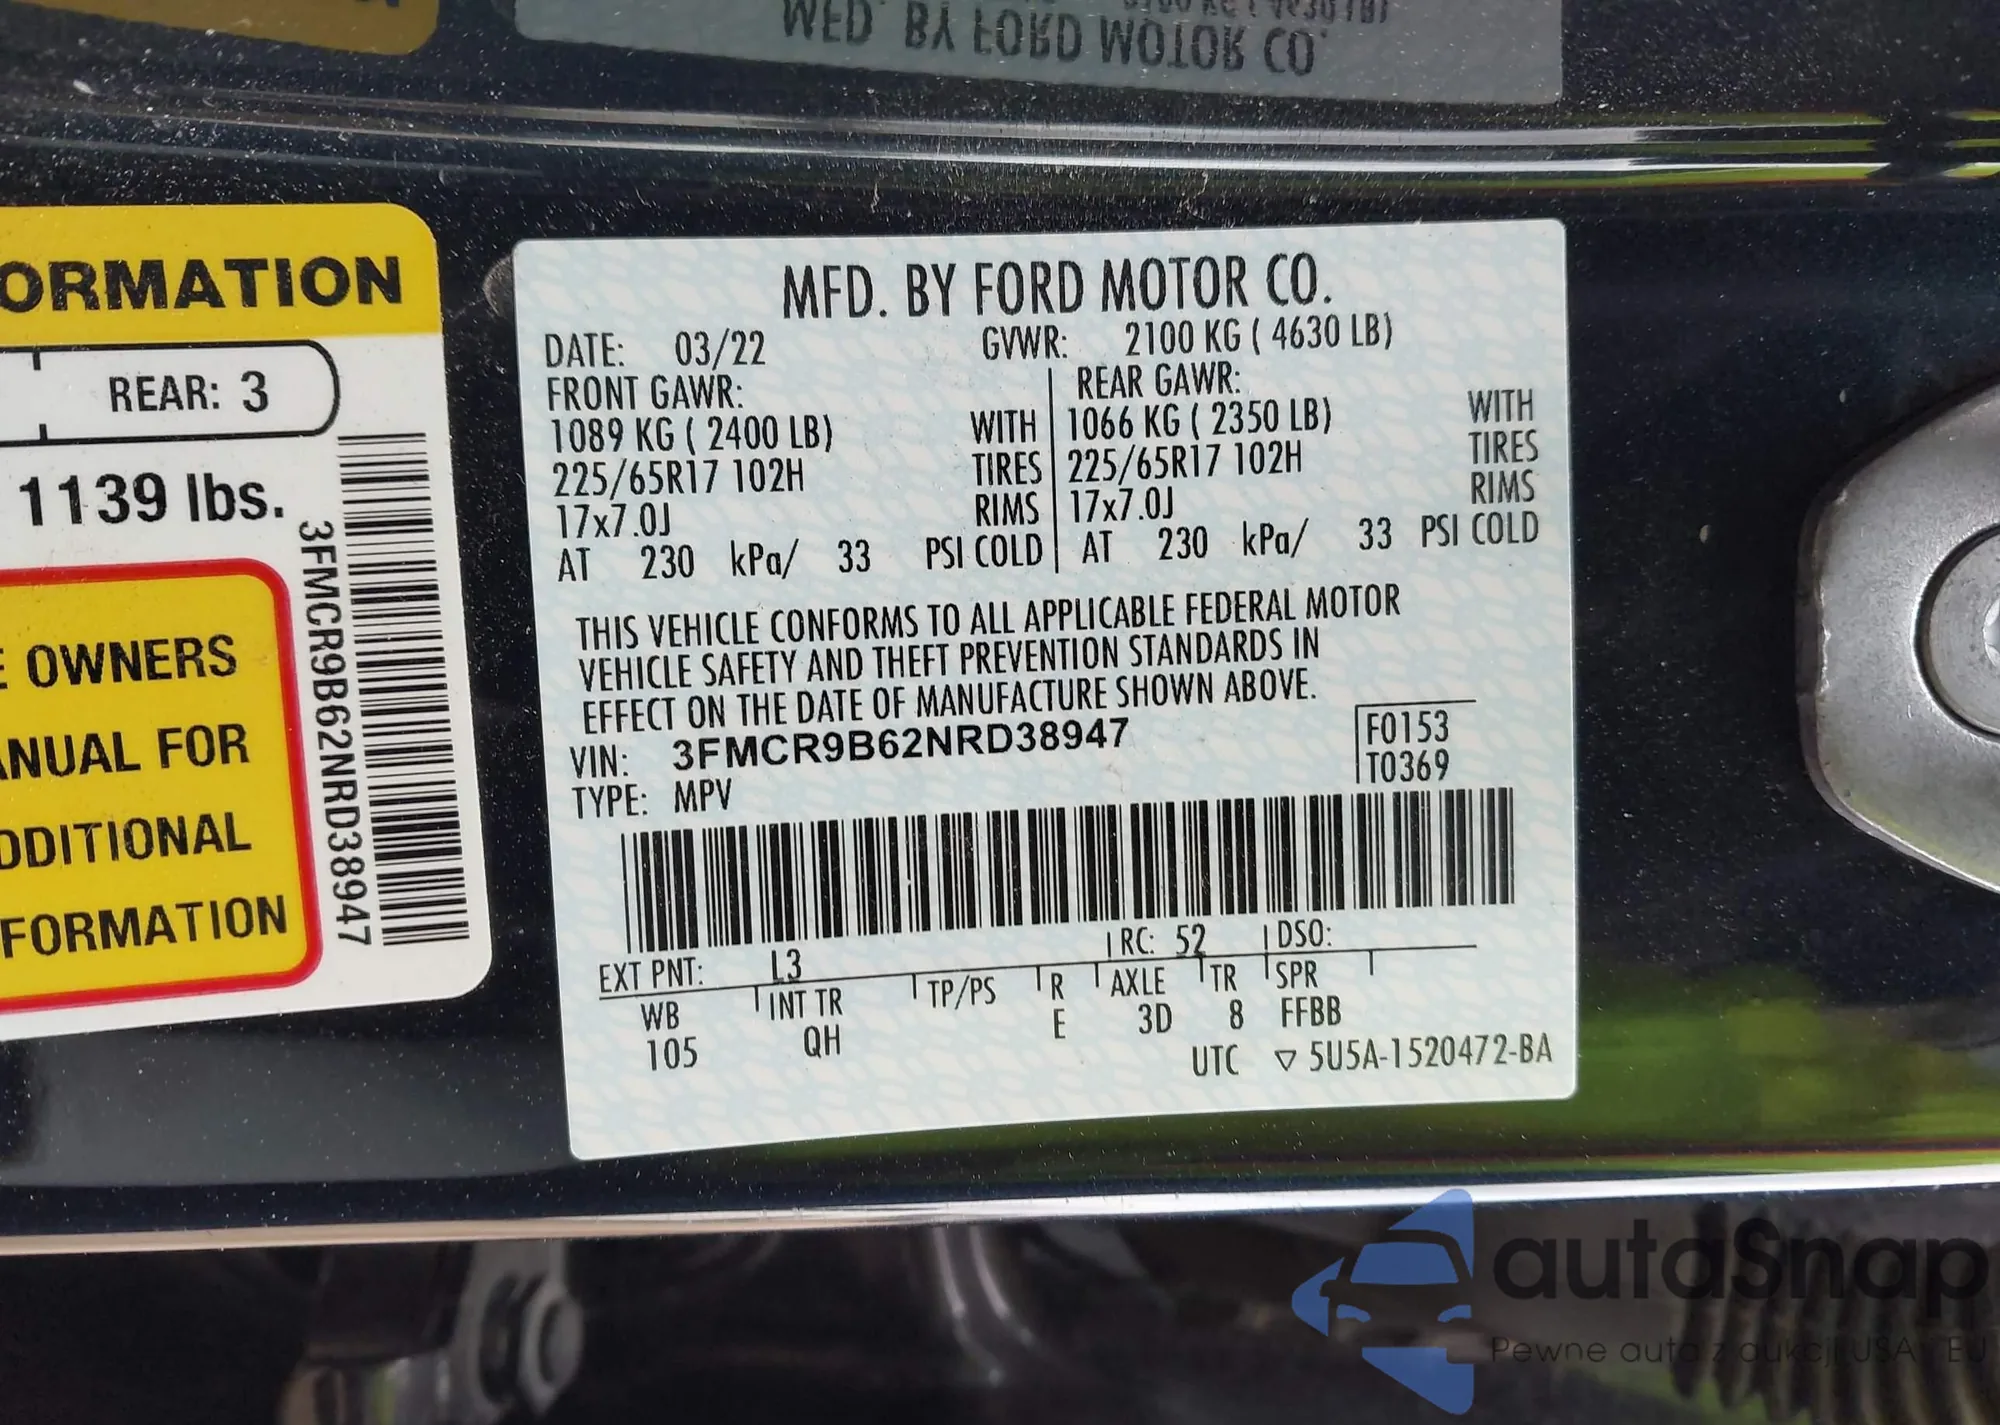 MFD. BY FORD MOTOR CO.
ORMATION
REAR: 3
1139 lbs.
3FMCR9B62NRD38947
E OWNERS
ANUAL FOR
DDITIONAL
FORMATION
MFD. BY FORD MOTOR CO.
DATE: 03/22 GVWR: 2100 KG ( 4630 LB)
FRONT GAWR: REAR GAWR:
1089 KG ( 2400 LB) WITH 1066 KG ( 2350 LB) WITH
225/65R17 102H TIRES 225/65R17 102H TIRES
17x7.0J RIMS 17x7.0J RIMS
AT 230 kPa/ 33 PSI COLD AT 230 kPa/ 33 PSI COLD
THIS VEHICLE CONFORMS TO ALL APPLICABLE FEDERAL MOTOR
VEHICLE SAFETY AND THEFT PREVENTION STANDARDS IN
EFFECT ON THE DATE OF MANUFACTURE SHOWN ABOVE.
VIN: 3FMCR9B62NRD38947 F0153
TYPE: MPV T0369
EXT PNT: L3 RC: 52 DSO:
WB INT TR TP/PS R AXLE TR SPR
105 QH E 3D 8 FFBB
UTC ▽ 5U5A-1520472-BA
autaSnap
Pewne auta z aukcji USA i EU